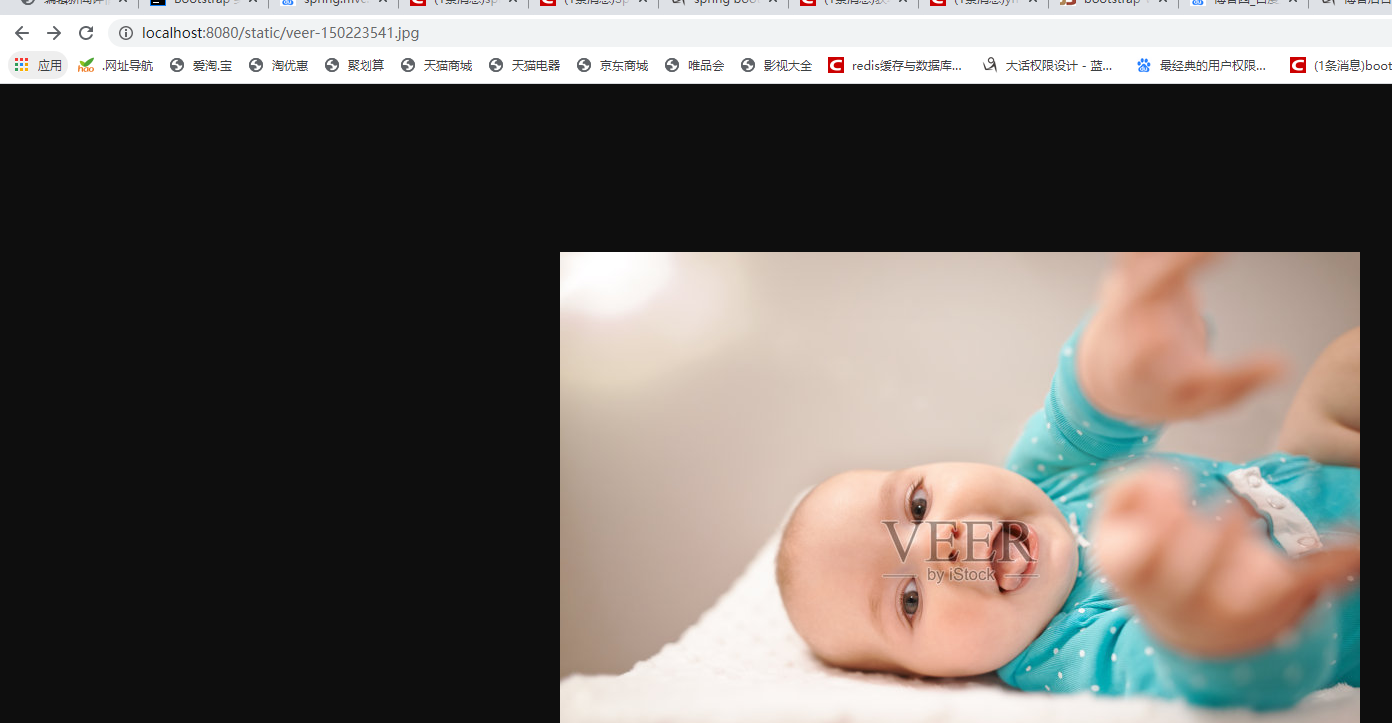 localhost:8080/static/veer-150223541.jpg
应用 .网址导航 爱淘.宝 淘优惠 聚划算 天猫商城 天猫电器 京东商城 唯品会 影视大全 redis缓存与数据库... 大话权限设计 - 蓝... 最经典的用户权限... (1条消息)boot
VEER
by iStock